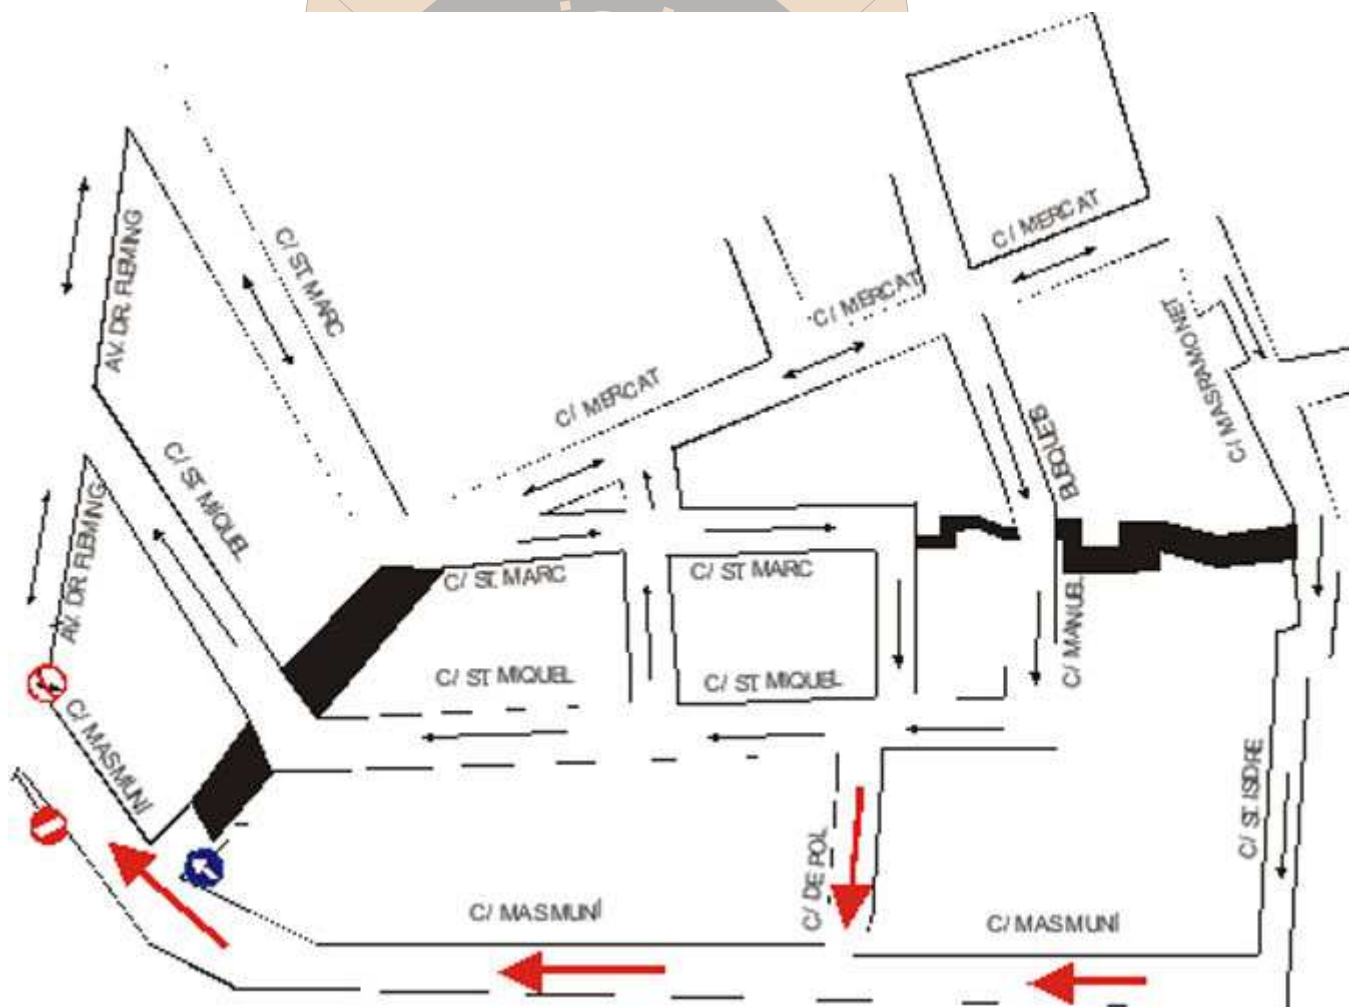 C/ MERCAT
AV. DR. FLEMING
C/ ST. MARC
C/ MERCAT
C/ MASRAMONET
C/ MERCAT
BUSQUETS
C/ ST. MIQUEL
AV. DR. FLEMING
C/ ST. MARC
C/ ST. MARC
C/ MANUEL
C/ ST. MIQUEL
C/ ST. MIQUEL
C/ MASMUNÍ
C/ ST. ISIDRE
C/ DE POL
C/ MASMUNÍ
C/ MASMUNÍ